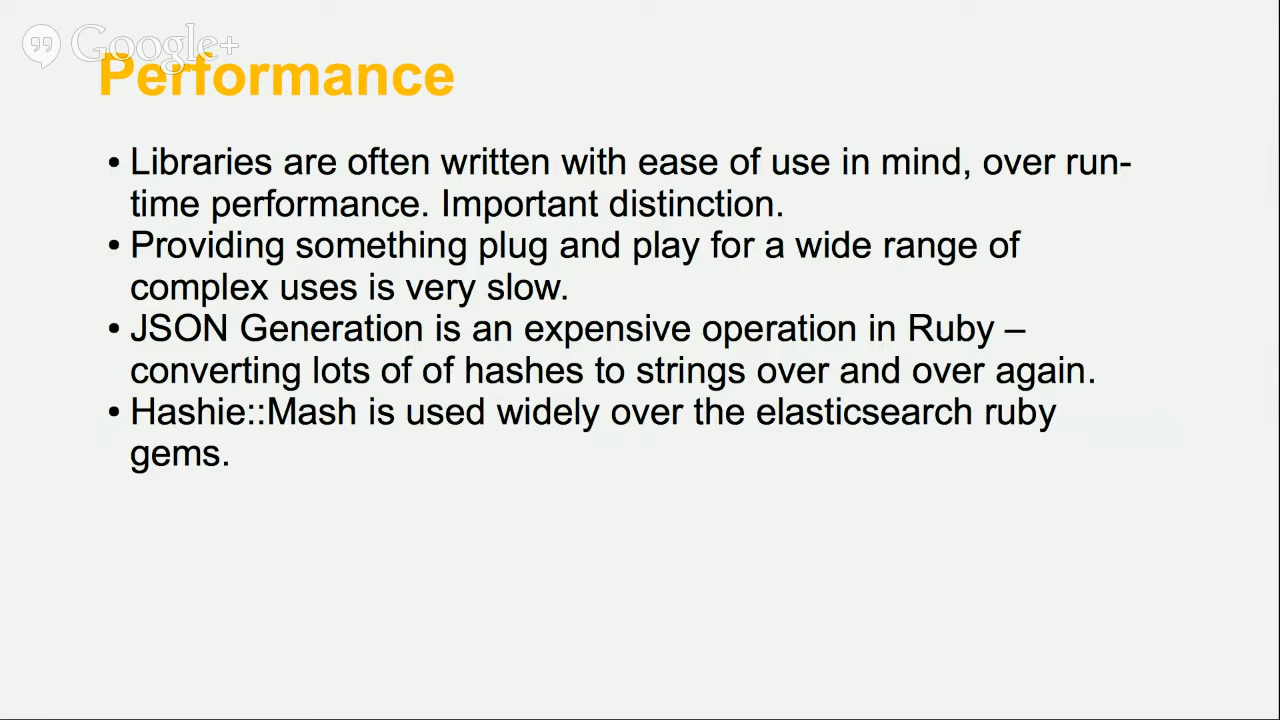 Google+
Performance
• Libraries are often written with ease of use in mind, over run-
time performance. Important distinction.
• Providing something plug and play for a wide range of
complex uses is very slow.
• JSON Generation is an expensive operation in Ruby –
converting lots of of hashes to strings over and over again.
• Hashie::Mash is used widely over the elasticsearch ruby
gems.